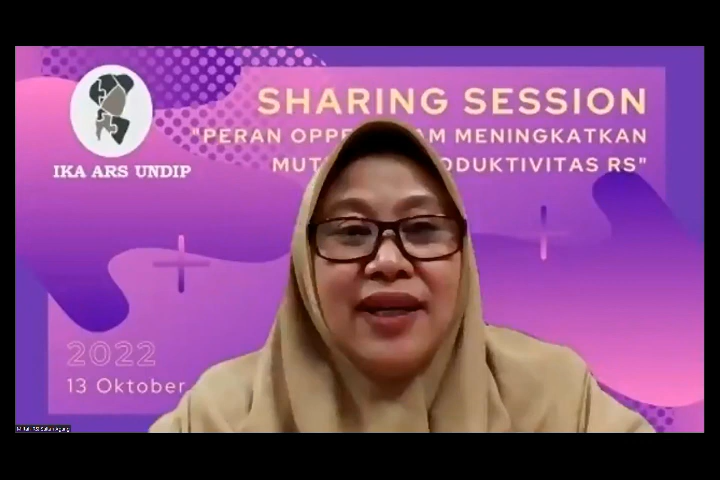 SHARING SESSION
"PERAN OPPE MENINGKATKAN
MUT ODUKTIVITAS RS"
IKA ARS UNDIP
2022
13 Oktober